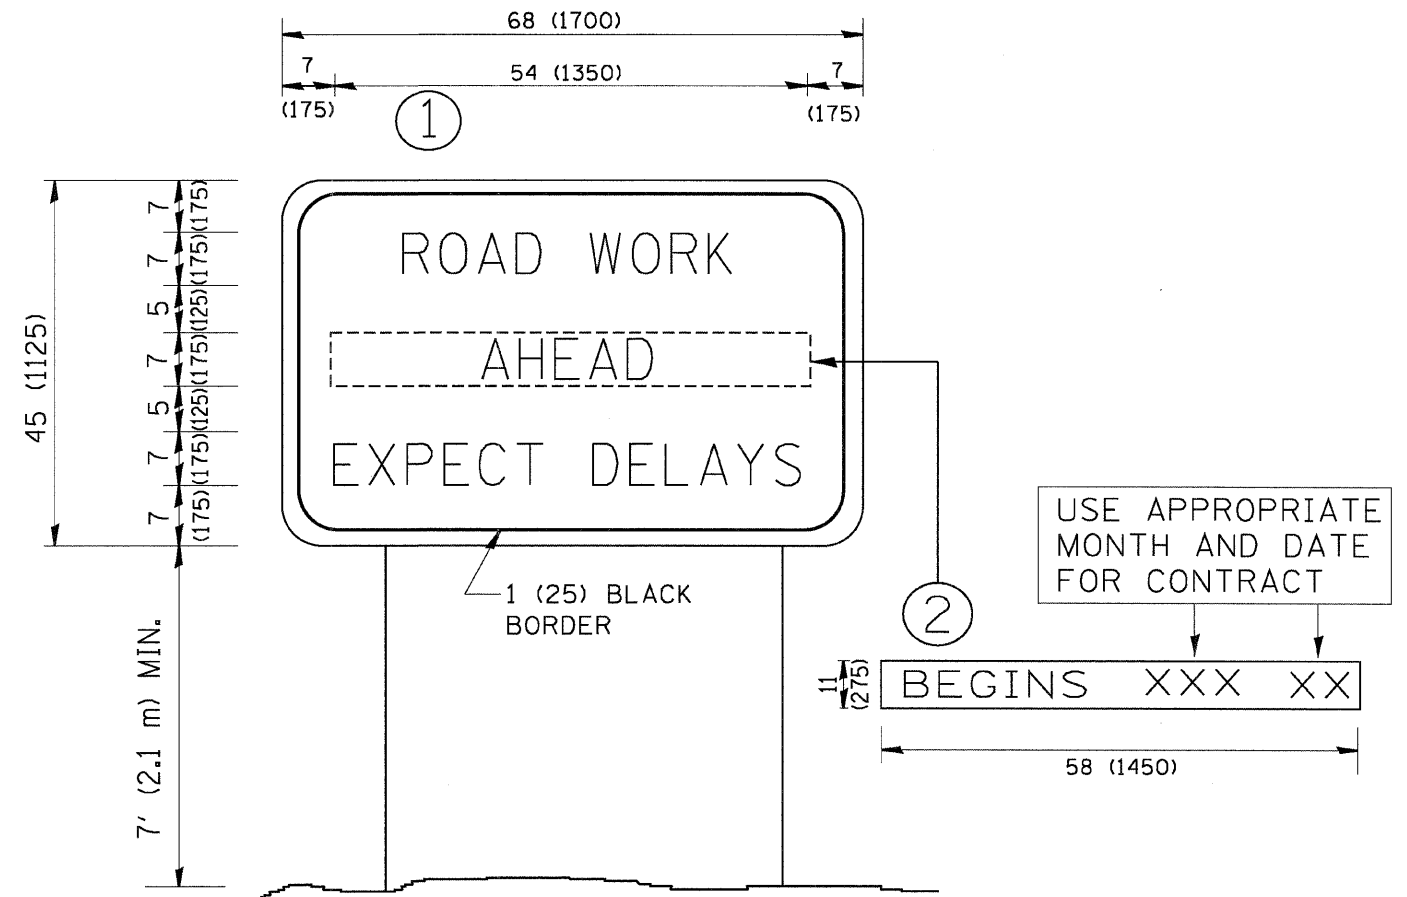 68 (1700)
7
54 (1350)
7
(175)
(175)
1
45 (1125)
7
(175)
7
(175)
5
(125)
7
(175)
5
(125)
7
(175)
7
(175)
ROAD WORK
AHEAD
EXPECT DELAYS
1 (25) BLACK
BORDER
7' (2.1 m) MIN.
USE APPROPRIATE
MONTH AND DATE
FOR CONTRACT
2
11
(275)
BEGINS XXX XX
58 (1450)